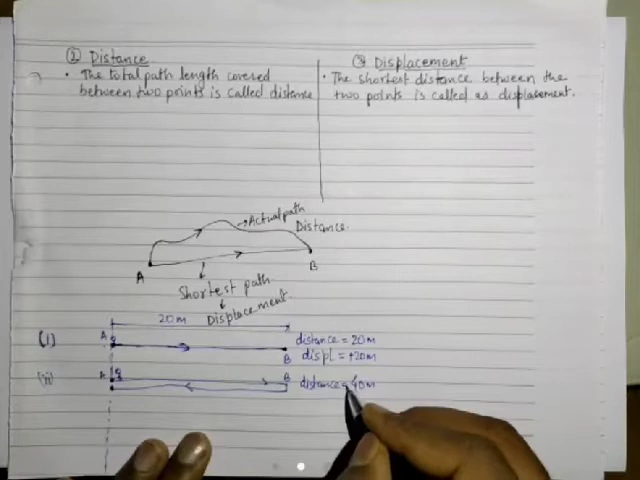 ② Distance
• The total path length covered
between two points is called distance
③ Displacement
• The shortest distance between the
two points is called as displacement.
Actual path
Distance
A
B
Shortest path
Displacement.
20m
(i)
A
B
distance = 20m
displ = +20m
(ii)
A
B
distance = 40m